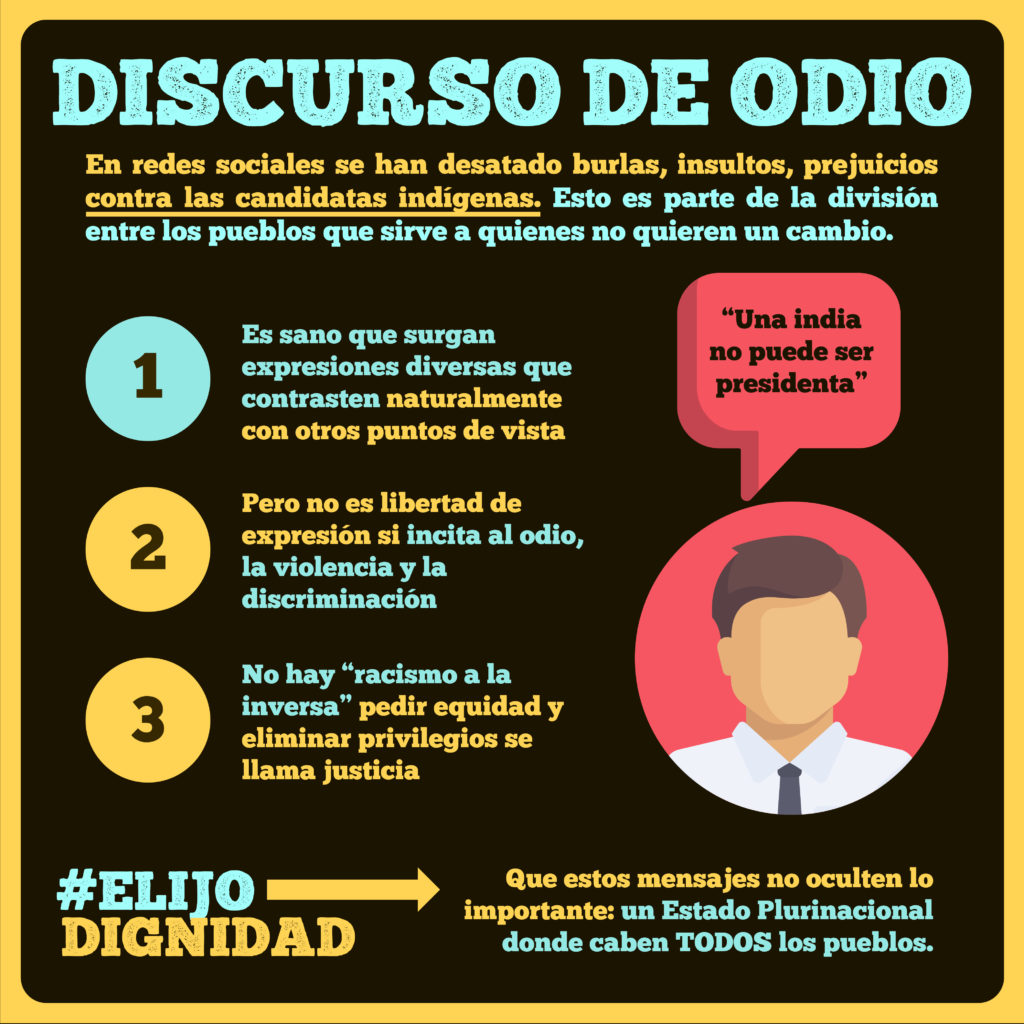 DISCURSO DE ODIO
En redes sociales se han desatado burlas, insultos, prejuicios
contra las candidatas indígenas. Esto es parte de la división
entre los pueblos que sirve a quienes no quieren un cambio.
“Una india
no puede ser
presidenta”
1
Es sano que surgan
expresiones diversas que
contrasten naturalmente
con otros puntos de vista
2
Pero no es libertad de
expresión si incita al odio,
la violencia y la
discriminación
3
No hay “racismo a la
inversa” pedir equidad y
eliminar privilegios se
llama justicia
#ELIJO
DIGNIDAD
Que estos mensajes no oculten lo
importante: un Estado Plurinacional
donde caben TODOS los pueblos.